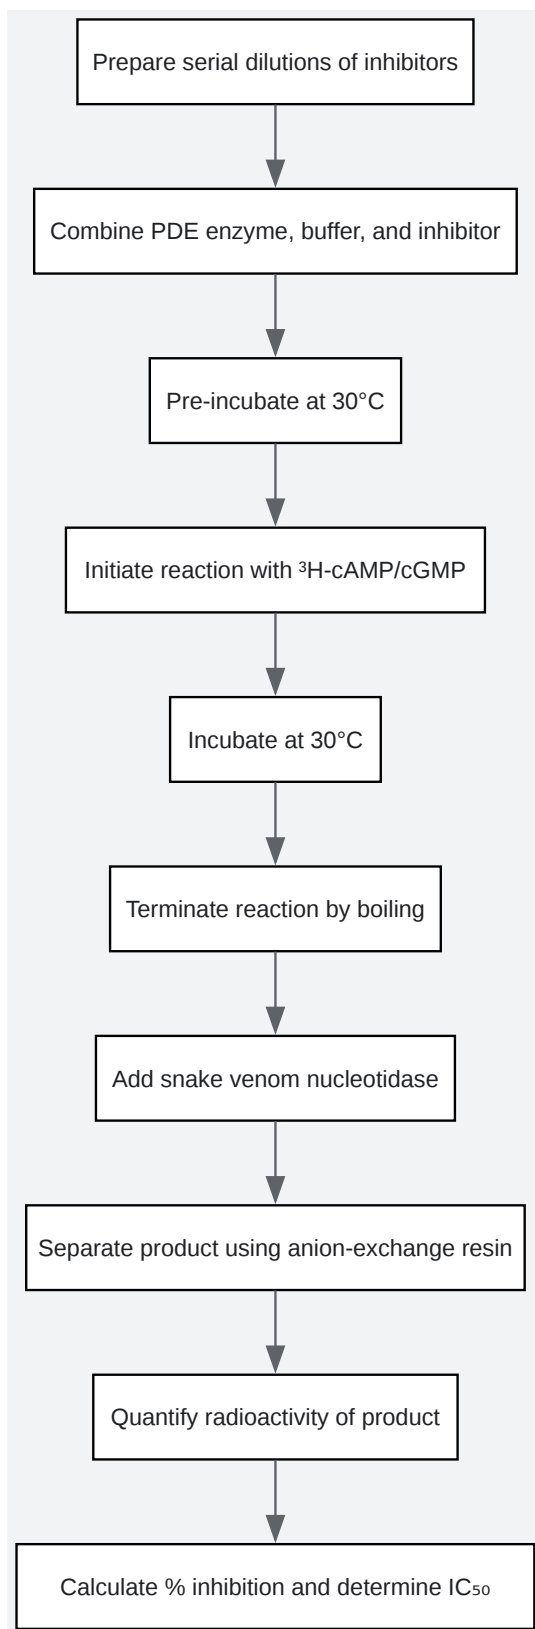 Prepare serial dilutions of inhibitors
Combine PDE enzyme, buffer, and inhibitor
Pre-incubate at 30°C
Initiate reaction with ³H-cAMP/cGMP
Incubate at 30°C
Terminate reaction by boiling
Add snake venom nucleotidase
Separate product using anion-exchange resin
Quantify radioactivity of product
Calculate % inhibition and determine IC₅₀